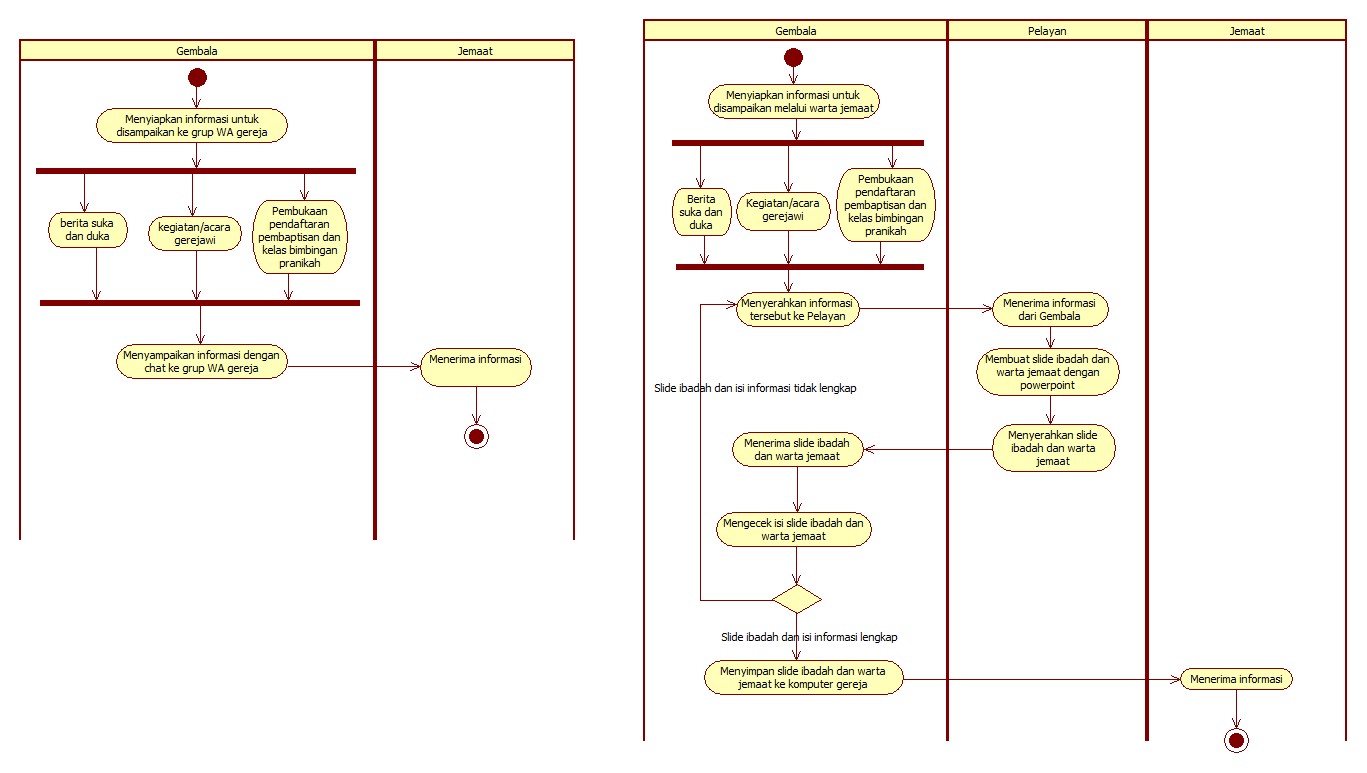 Gembala
Jemaat
Menyiapkan informasi untuk
disampaikan ke grup WA gereja
berita suka
dan duka
kegiatan/acara
gerejawi
Pembukaan
pendaftaran
pembaptisan dan
kelas bimbingan
pranikah
Menyampaikan informasi dengan
chat ke grup WA gereja
Menerima informasi
Gembala
Pelayan
Jemaat
Menyiapkan informasi untuk
disampaikan melalui warta jemaat
Berita
suka dan
duka
Kegiatan/acara
gerejawi
Pembukaan
pendaftaran
pembaptisan dan
kelas bimbingan
pranikah
Menyerahkan informasi
tersebut ke Pelayan
Menerima informasi
dari Gembala
Membuat slide ibadah dan
warta jemaat dengan
powerpoint
Slide ibadah dan isi informasi tidak lengkap
Menyerahkan slide
ibadah dan warta
jemaat
Menerima slide ibadah
dan warta jemaat
Mengecek isi slide ibadah dan
warta jemaat
Slide ibadah dan isi informasi lengkap
Menyimpan slide ibadah dan warta
jemaat ke komputer gereja
Menerima informasi